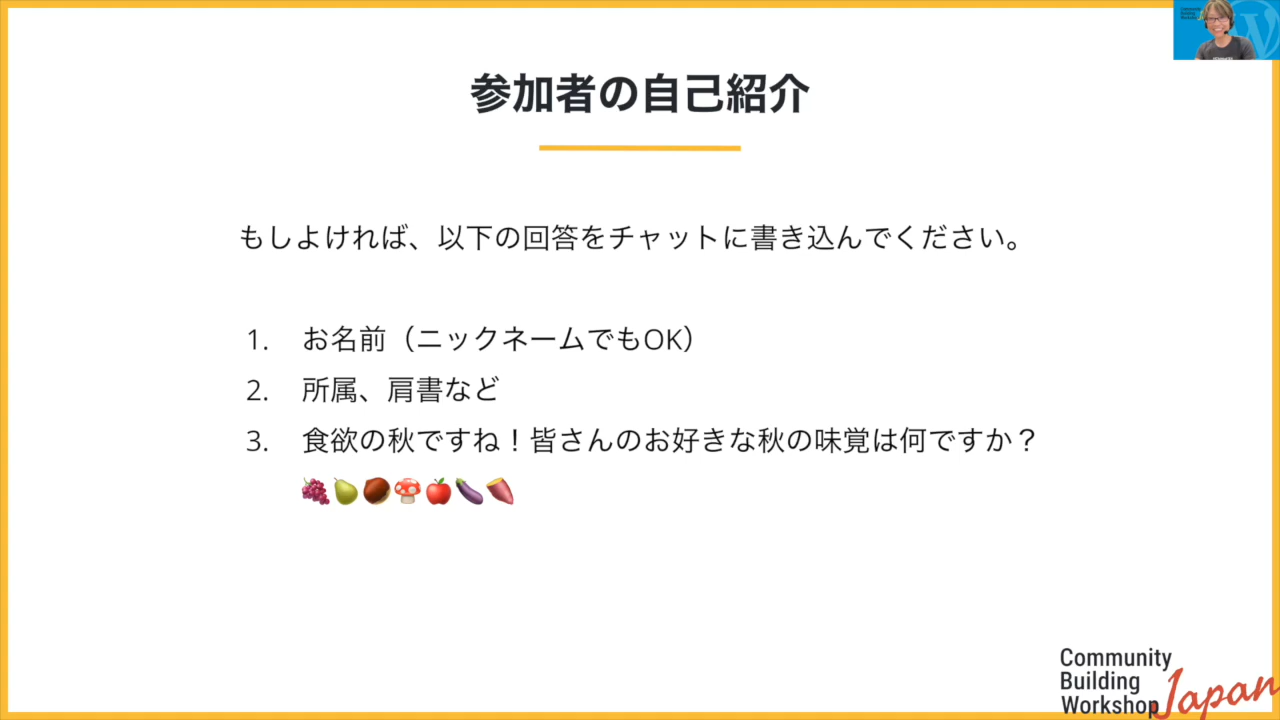 参加者の自己紹介
もしよければ、以下の回答をチャットに書き込んでください。
1. お名前（ニックネームでもOK）
2. 所属、肩書など
3. 食欲の秋ですね！皆さんのお好きな秋の味覚は何ですか？
🍇🍐🌰🍄🍎🍆🍠
Community
Building
Workshop
Japan